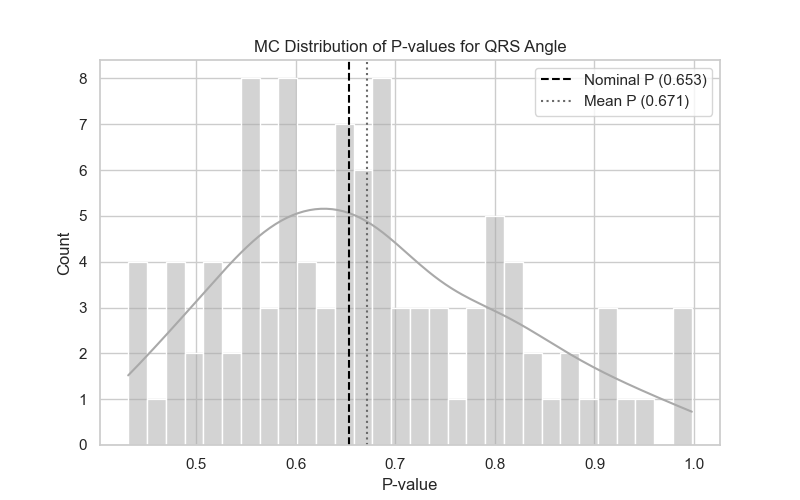 MC Distribution of P-values for QRS Angle
Nominal P (0.653)
Mean P (0.671)
Count
8
7
6
5
4
3
2
1
0
0.5 0.6 0.7 0.8 0.9 1.0
P-value